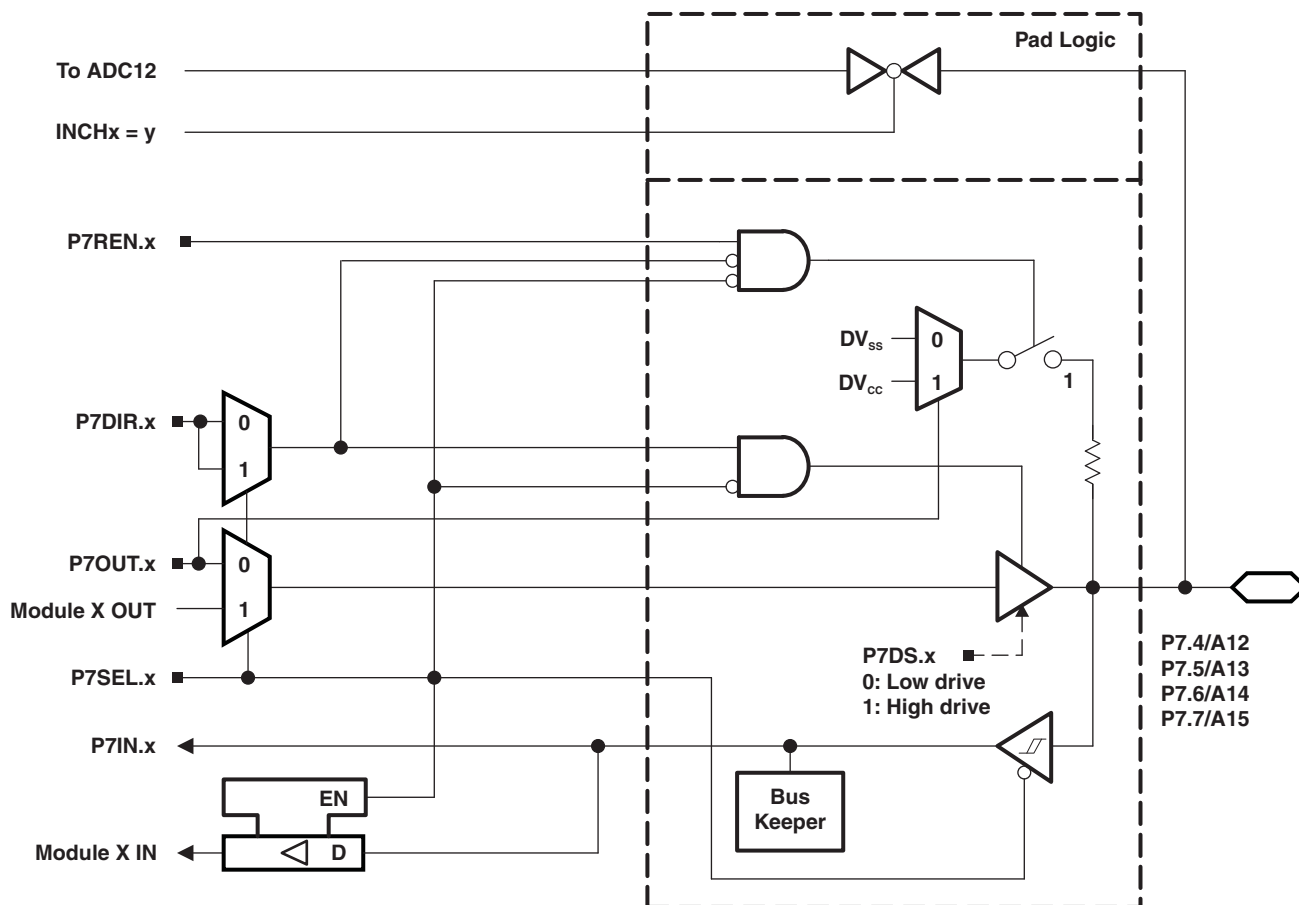 Pad Logic
To ADC12
INCHx = y
P7REN.x
DVSS
0
DVCC
1
1
P7DIR.x
0
1
P7OUT.x
0
Module X OUT
1
P7SEL.x
P7DS.x
0: Low drive
1: High drive
P7.4/A12
P7.5/A13
P7.6/A14
P7.7/A15
P7IN.x
Bus
Keeper
EN
Module X IN
D